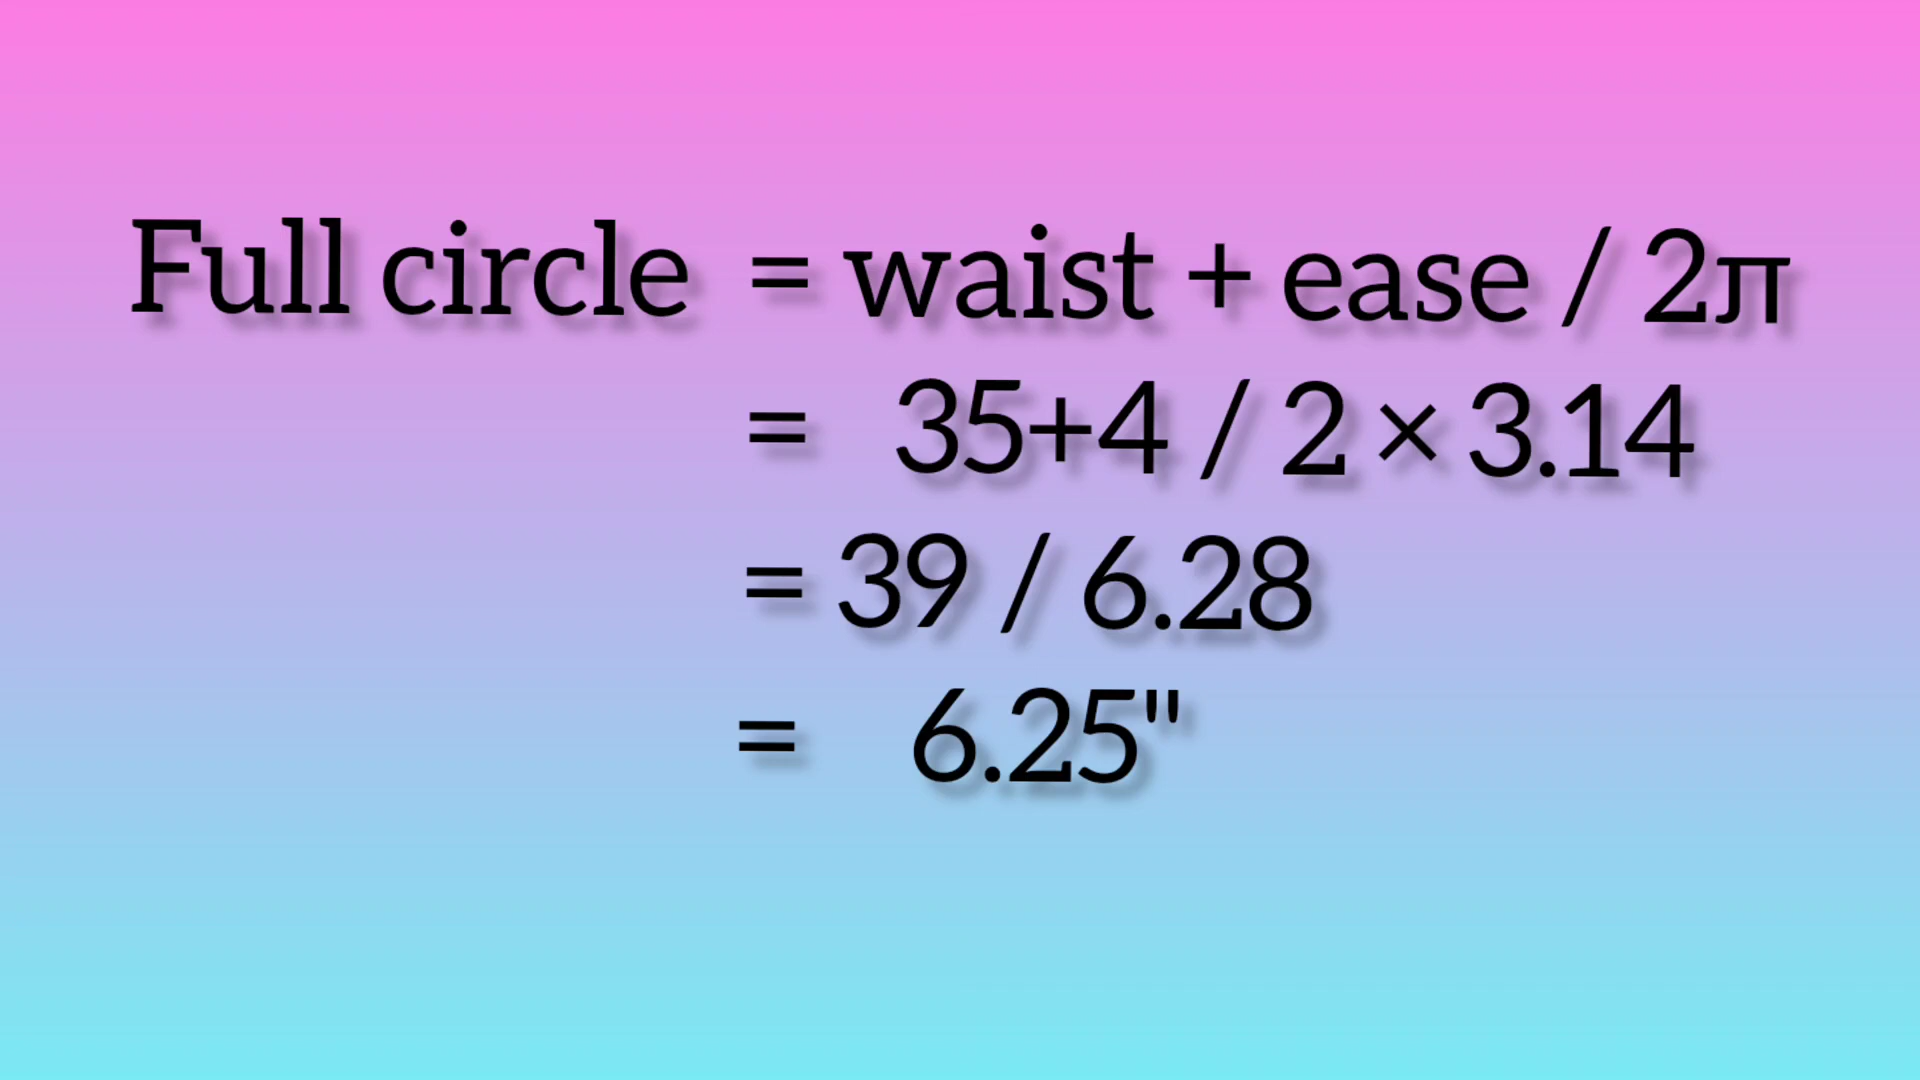 Full circle = waist + ease / 2π
= 35+4 / 2 × 3.14
= 39 / 6.28
= 6.25"